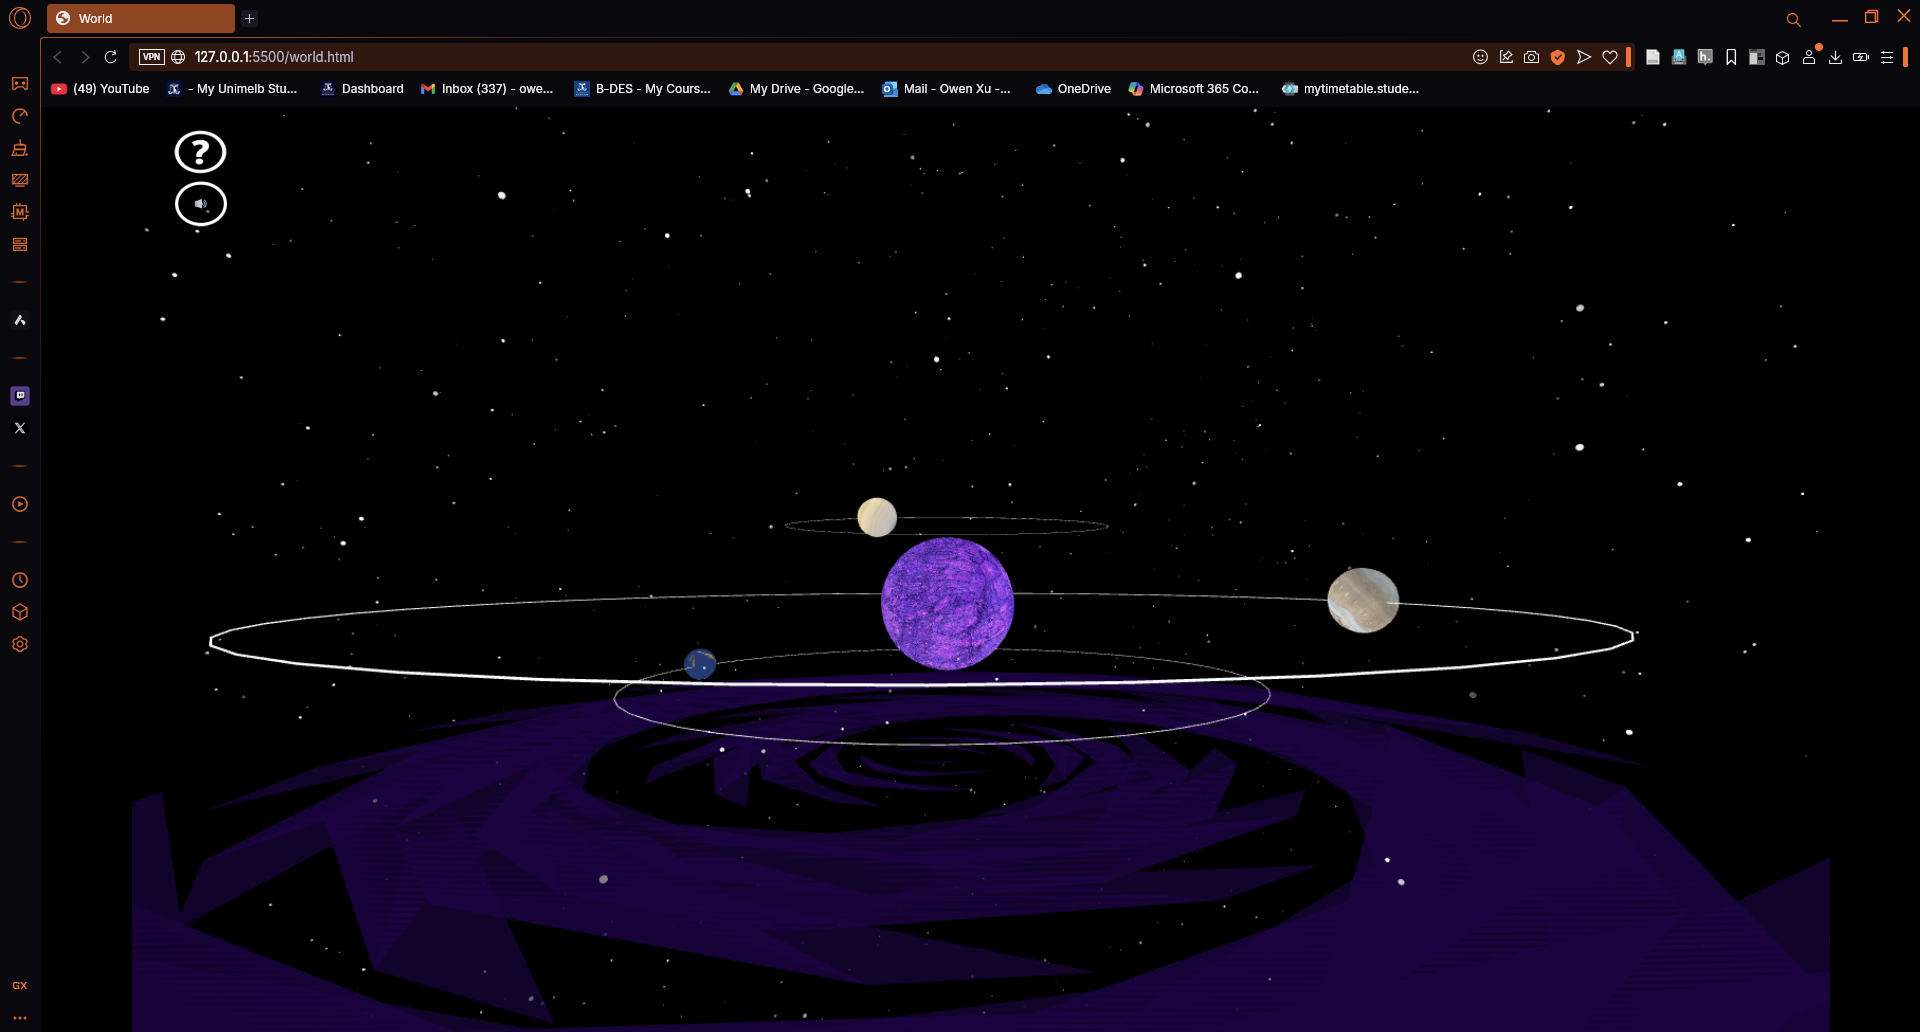 World
VPN 127.0.0.1:5500/world.html
(49) YouTube - My Unimelb Stu... Dashboard Inbox (337) - owe... B-DES - My Cours... My Drive - Google... Mail - Owen Xu -... OneDrive Microsoft 365 Co... mytimetable.stude...
?
M
GX